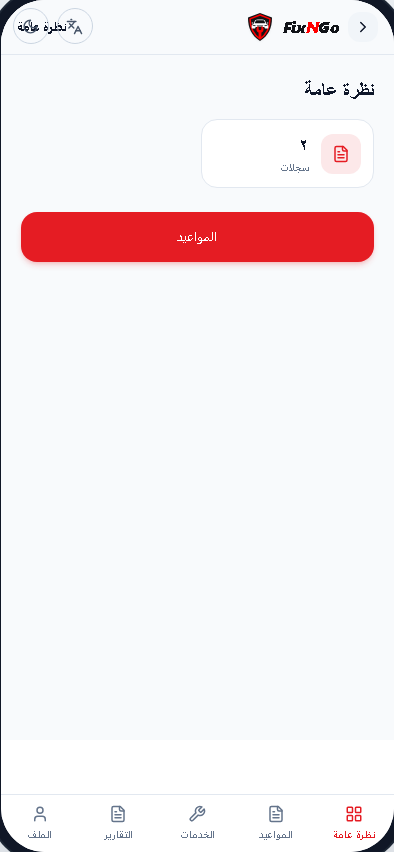 FixNGo
نظرة عامة
نظرة عامة
٢
سجلات
المواعيد
نظرة عامة
المواعيد
الخدمات
التقارير
الملف